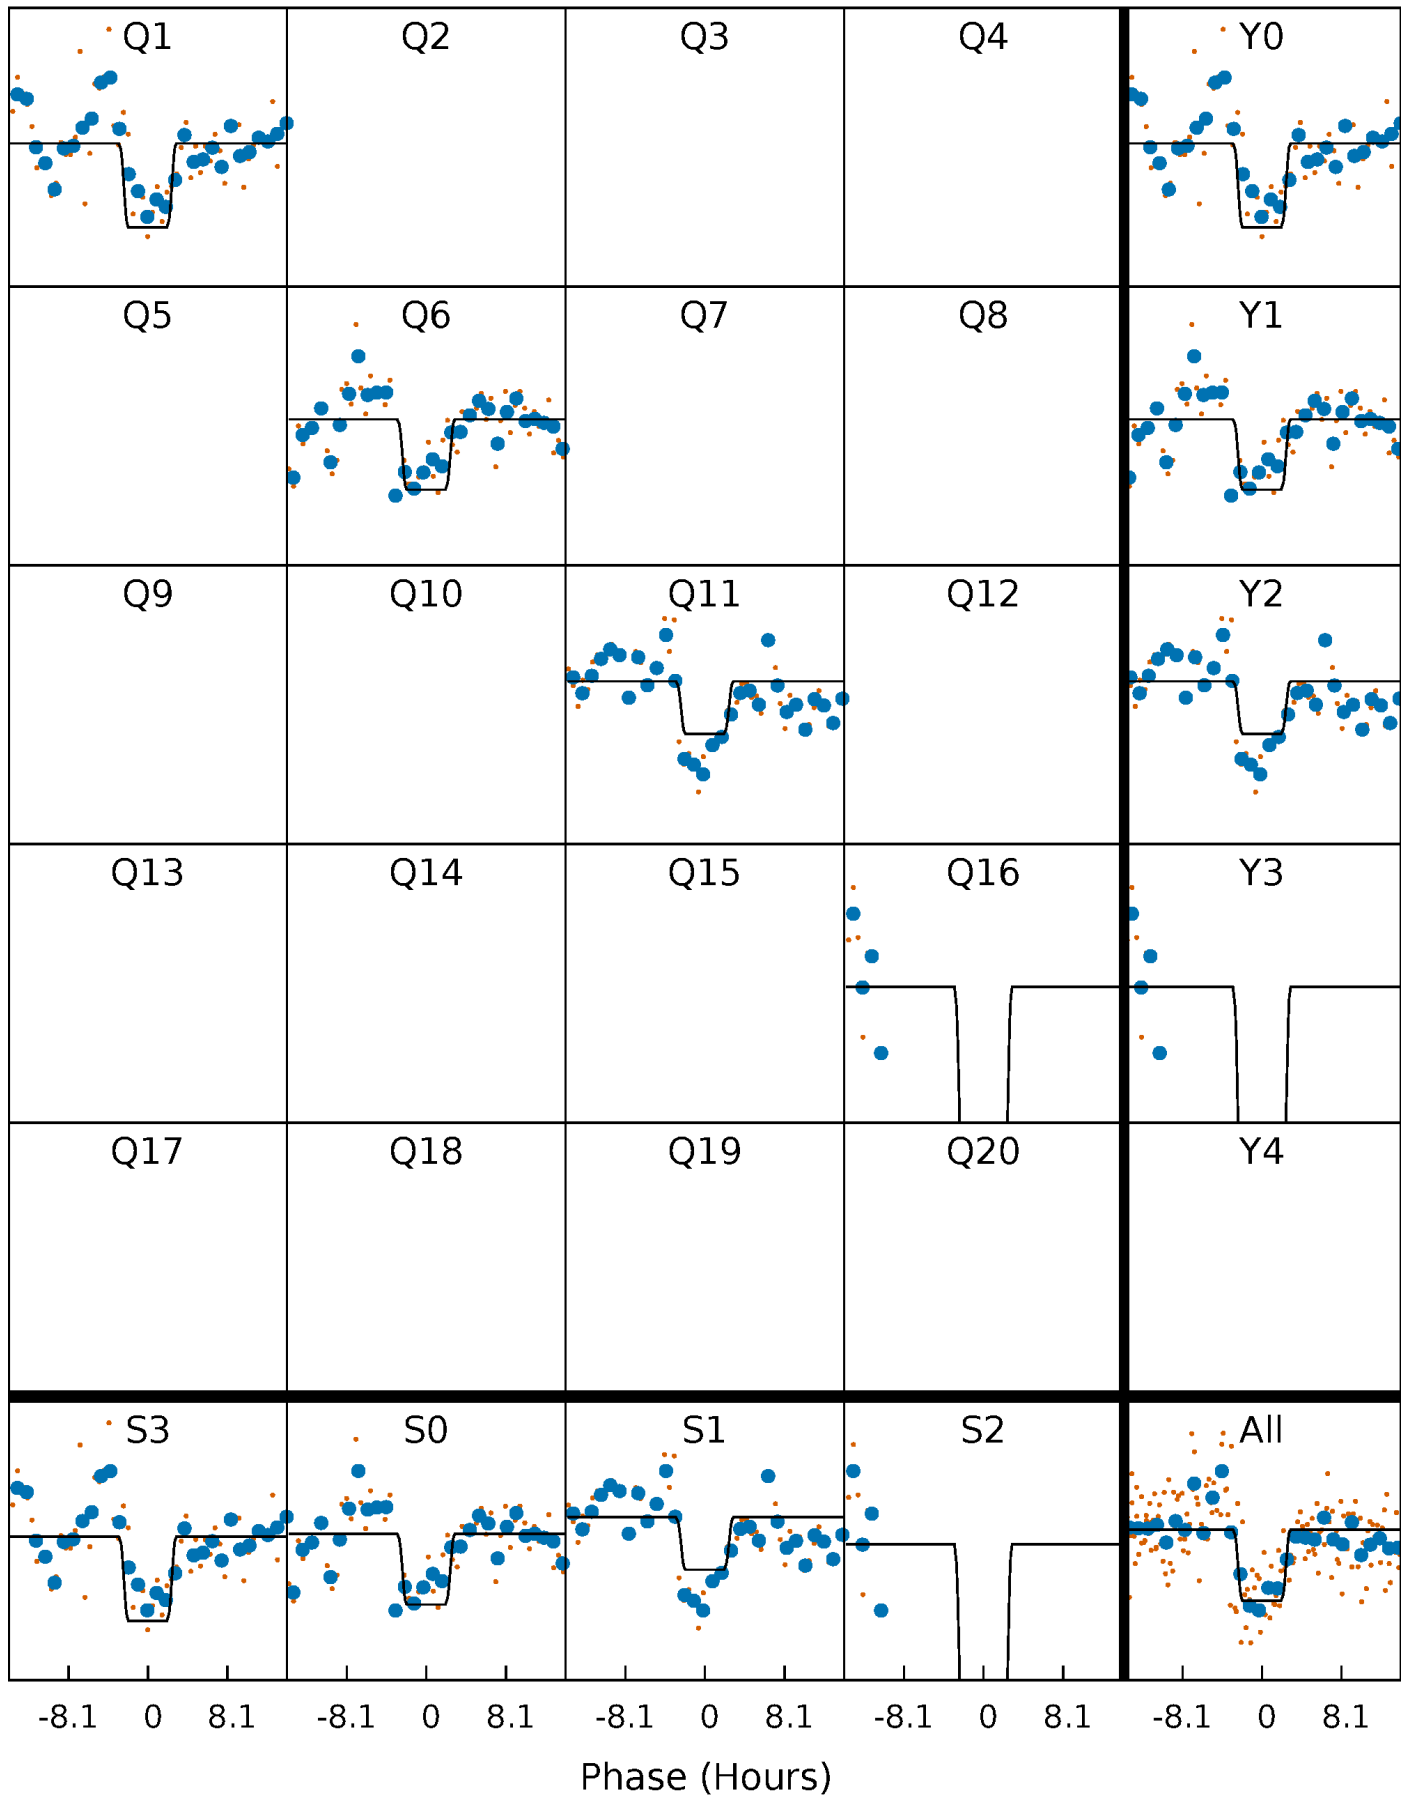 Q1 Q2 Q3 Q4 Y0
Q5 Q6 Q7 Q8 Y1
Q9 Q10 Q11 Q12 Y2
Q13 Q14 Q15 Q16 Y3
Q17 Q18 Q19 Q20 Y4
S3 S0 S1 S2 All
-8.1 0 8.1 -8.1 0 8.1 -8.1 0 8.1 -8.1 0 8.1 -8.1 0 8.1
Phase (Hours)